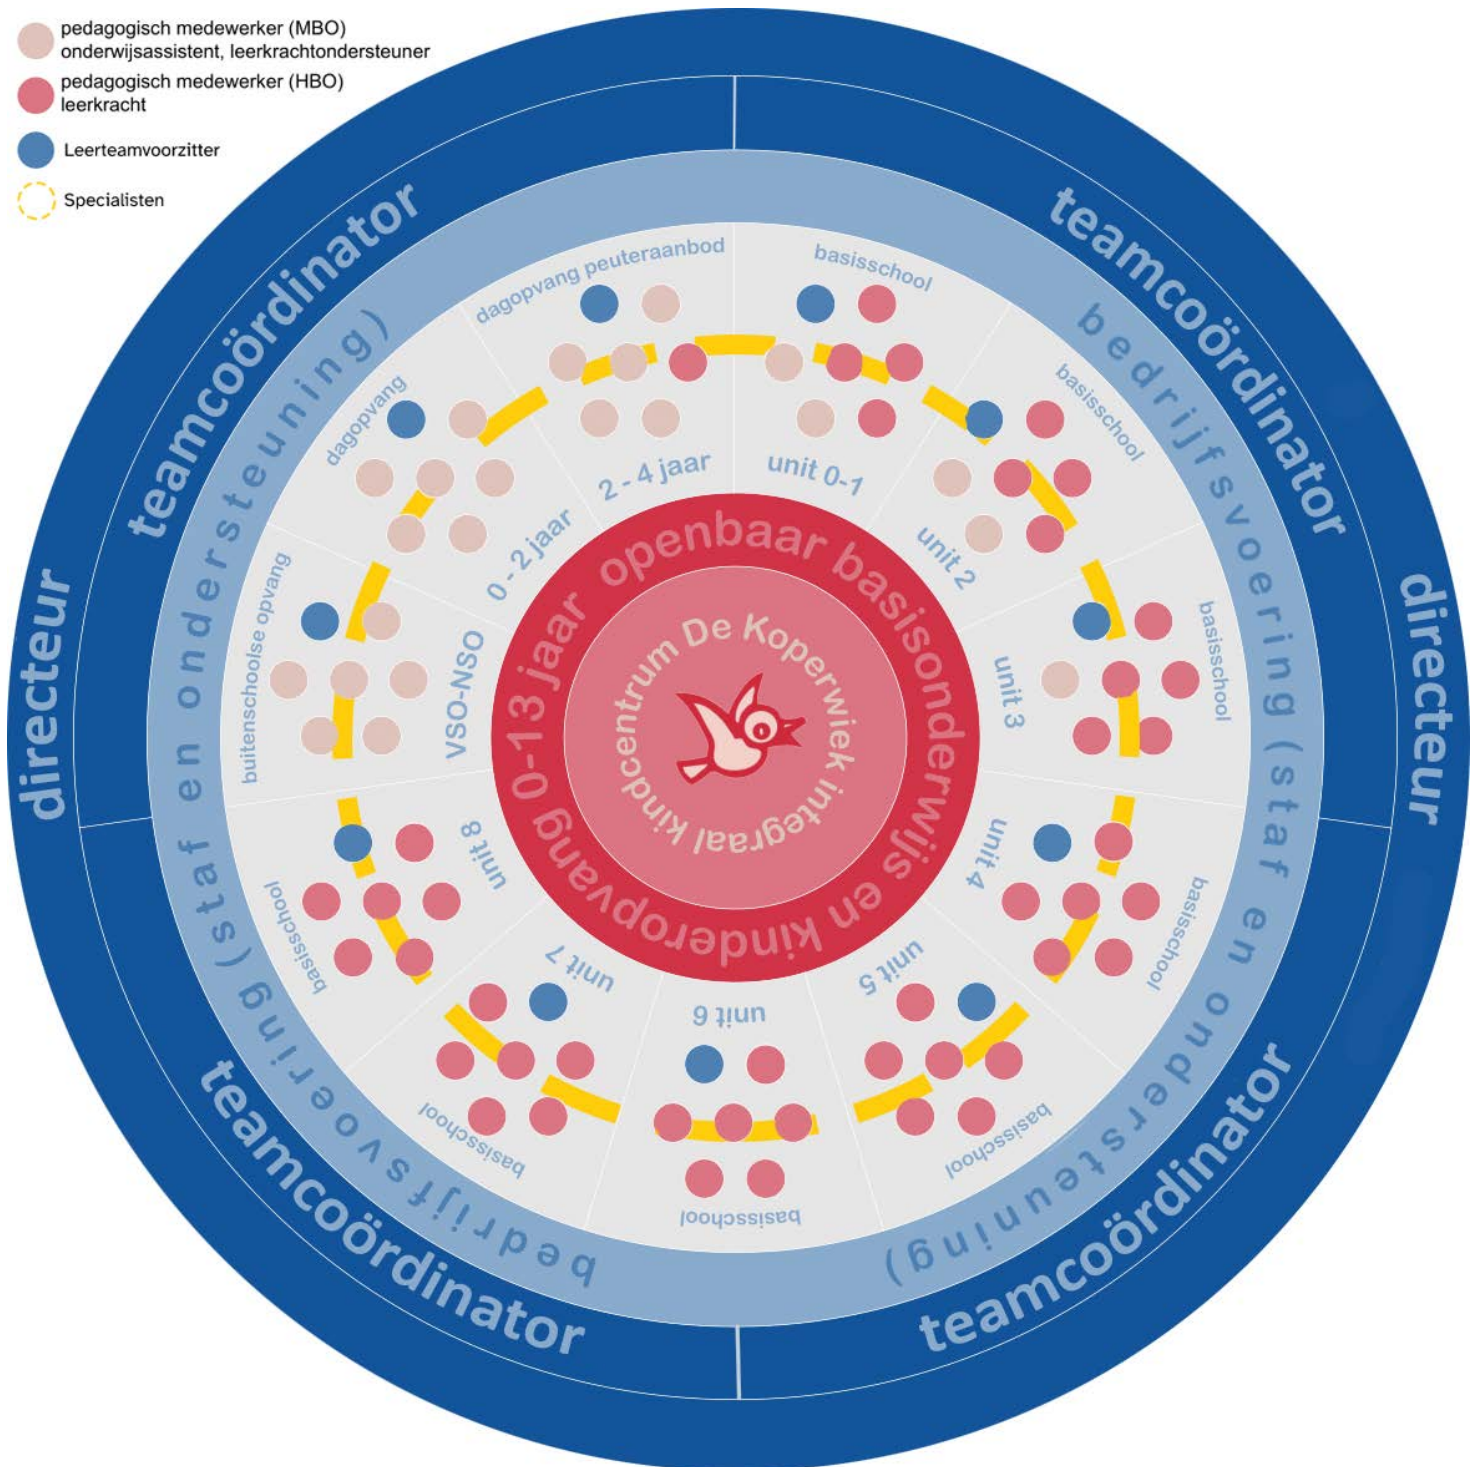 pedagogisch medewerker (MBO)
onderwijsassistent, leerkrachtondersteuner
pedagogisch medewerker (HBO)
leerkracht
Leerteamvoorzitter
Specialisten
directeur
directeur
teamcoördinator
teamcoördinator
teamcoördinator
teamcoördinator
bedrijfsvoering (staf en ondersteuning)
bedrijfsvoering (staf en ondersteuning)
dagopvang peuteraanbod
2 - 4 jaar
basisschool
unit 0-1
basisschool
unit 2
basisschool
unit 3
basisschool
unit 4
basisschool
unit 5
basisschool
unit 6
basisschool
unit 7
basisschool
unit 8
buitenschoolse opvang
VSO-NSO
dagopvang
0 - 2 jaar
openbaar basisonderwijs en kinderopvang 0-13 jaar
De Koperwiek integraal kindcentrum